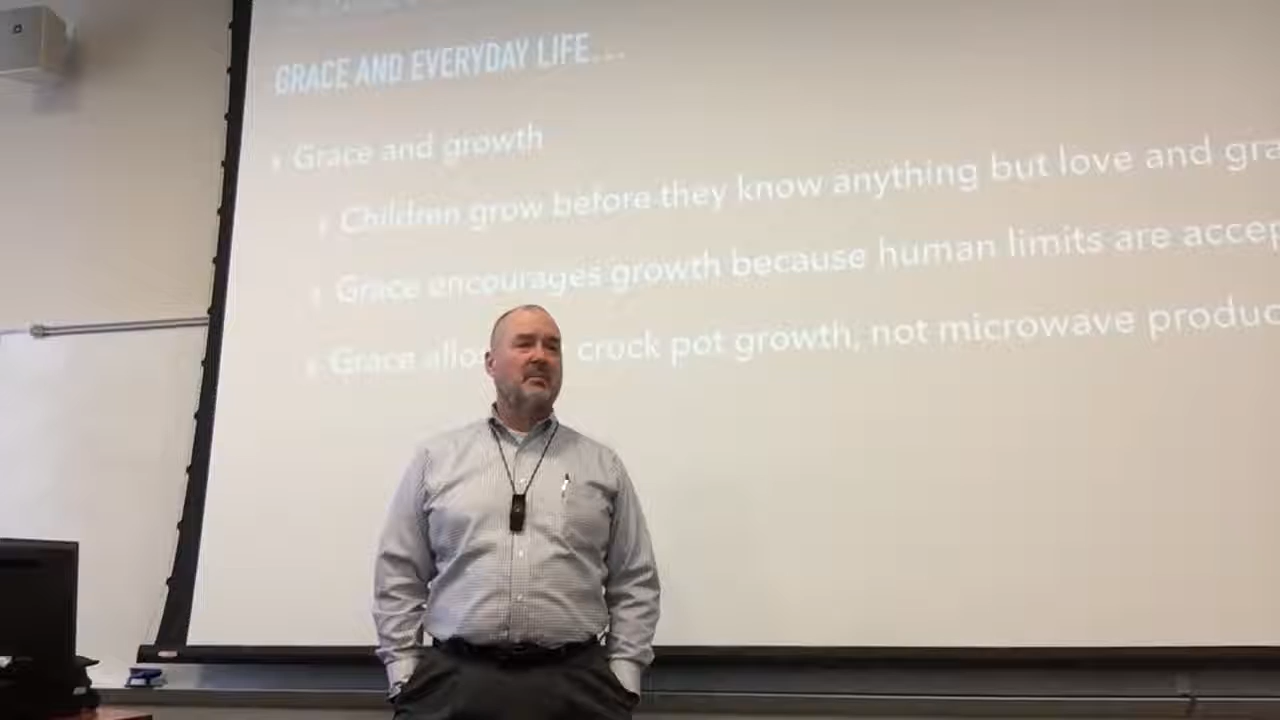 GRACE AND EVERYDAY LIFE...
Grace and growth
Children grow before they know anything but love and gra
Grace encourages growth because human limits are accep
Grace allo crock pot growth, not microwave produc